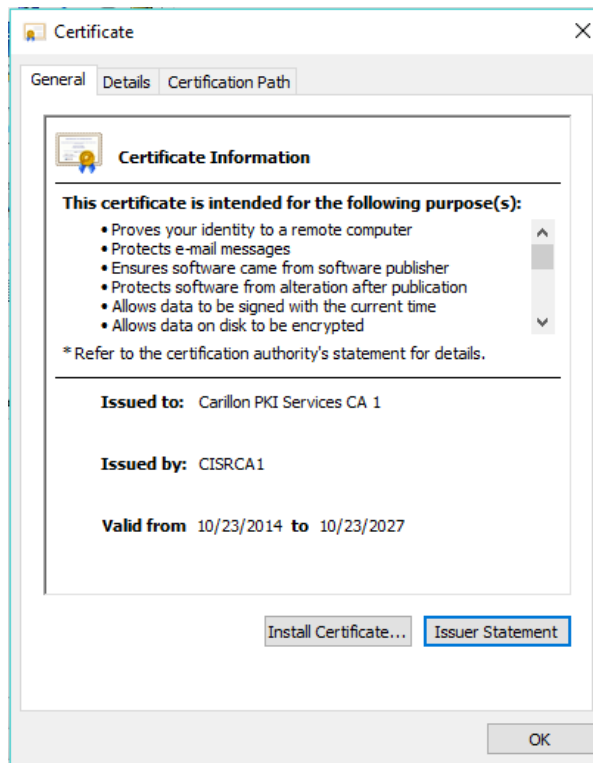 Certificate
General Details Certification Path
Certificate Information
This certificate is intended for the following purpose(s):
• Proves your identity to a remote computer
• Protects e-mail messages
• Ensures software came from software publisher
• Protects software from alteration after publication
• Allows data to be signed with the current time
• Allows data on disk to be encrypted
* Refer to the certification authority's statement for details.
Issued to: Carillon PKI Services CA 1
Issued by: CISRCA1
Valid from 10/23/2014 to 10/23/2027
Install Certificate... Issuer Statement
OK